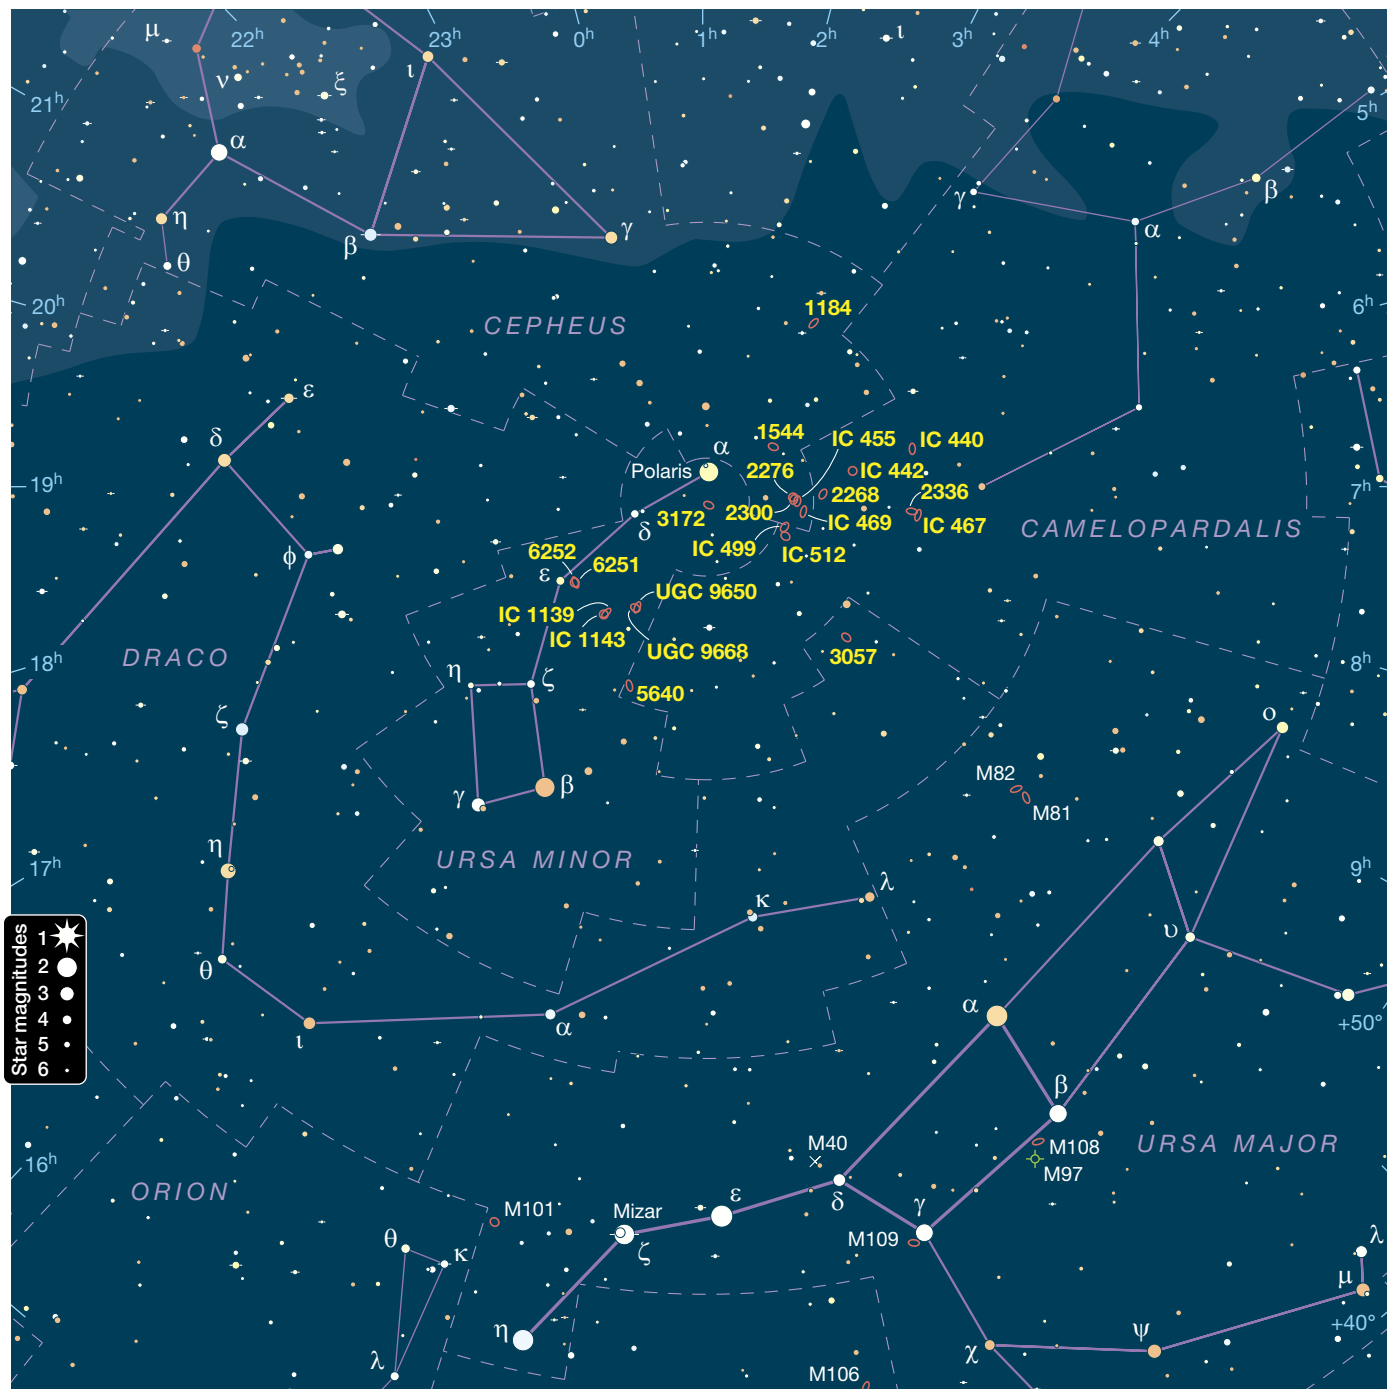 μ
22h
23h
0h
1h
2h
ι
3h
4h
ν
ξ
ι
21h
5h
α
β
γ
η
γ
α
β
θ
20h
1184
6h
CEPHEUS
ε
δ
1544
IC 455
IC 440
α
Polaris
2276
IC 442
19h
2268
2336
7h
3172
2300
IC 469
IC 467
CAMELOPARDALIS
δ
IC 499
IC 512
φ
6252
6251
ε
UGC 9650
IC 1139
IC 1143
UGC 9668
3057
DRACO
18h
8h
η
ζ
5640
ζ
ο
M82
M81
γ
β
η
URSA MINOR
17h
9h
κ
λ
υ
Star magnitudes
1
2
3
4
5
6
θ
α
ι
α
+50°
β
M40
M108
M97
URSA MAJOR
16h
ORION
M101
Mizar
ε
δ
γ
ζ
M109
θ
κ
λ
μ
η
+40°
χ
ψ
λ
M106